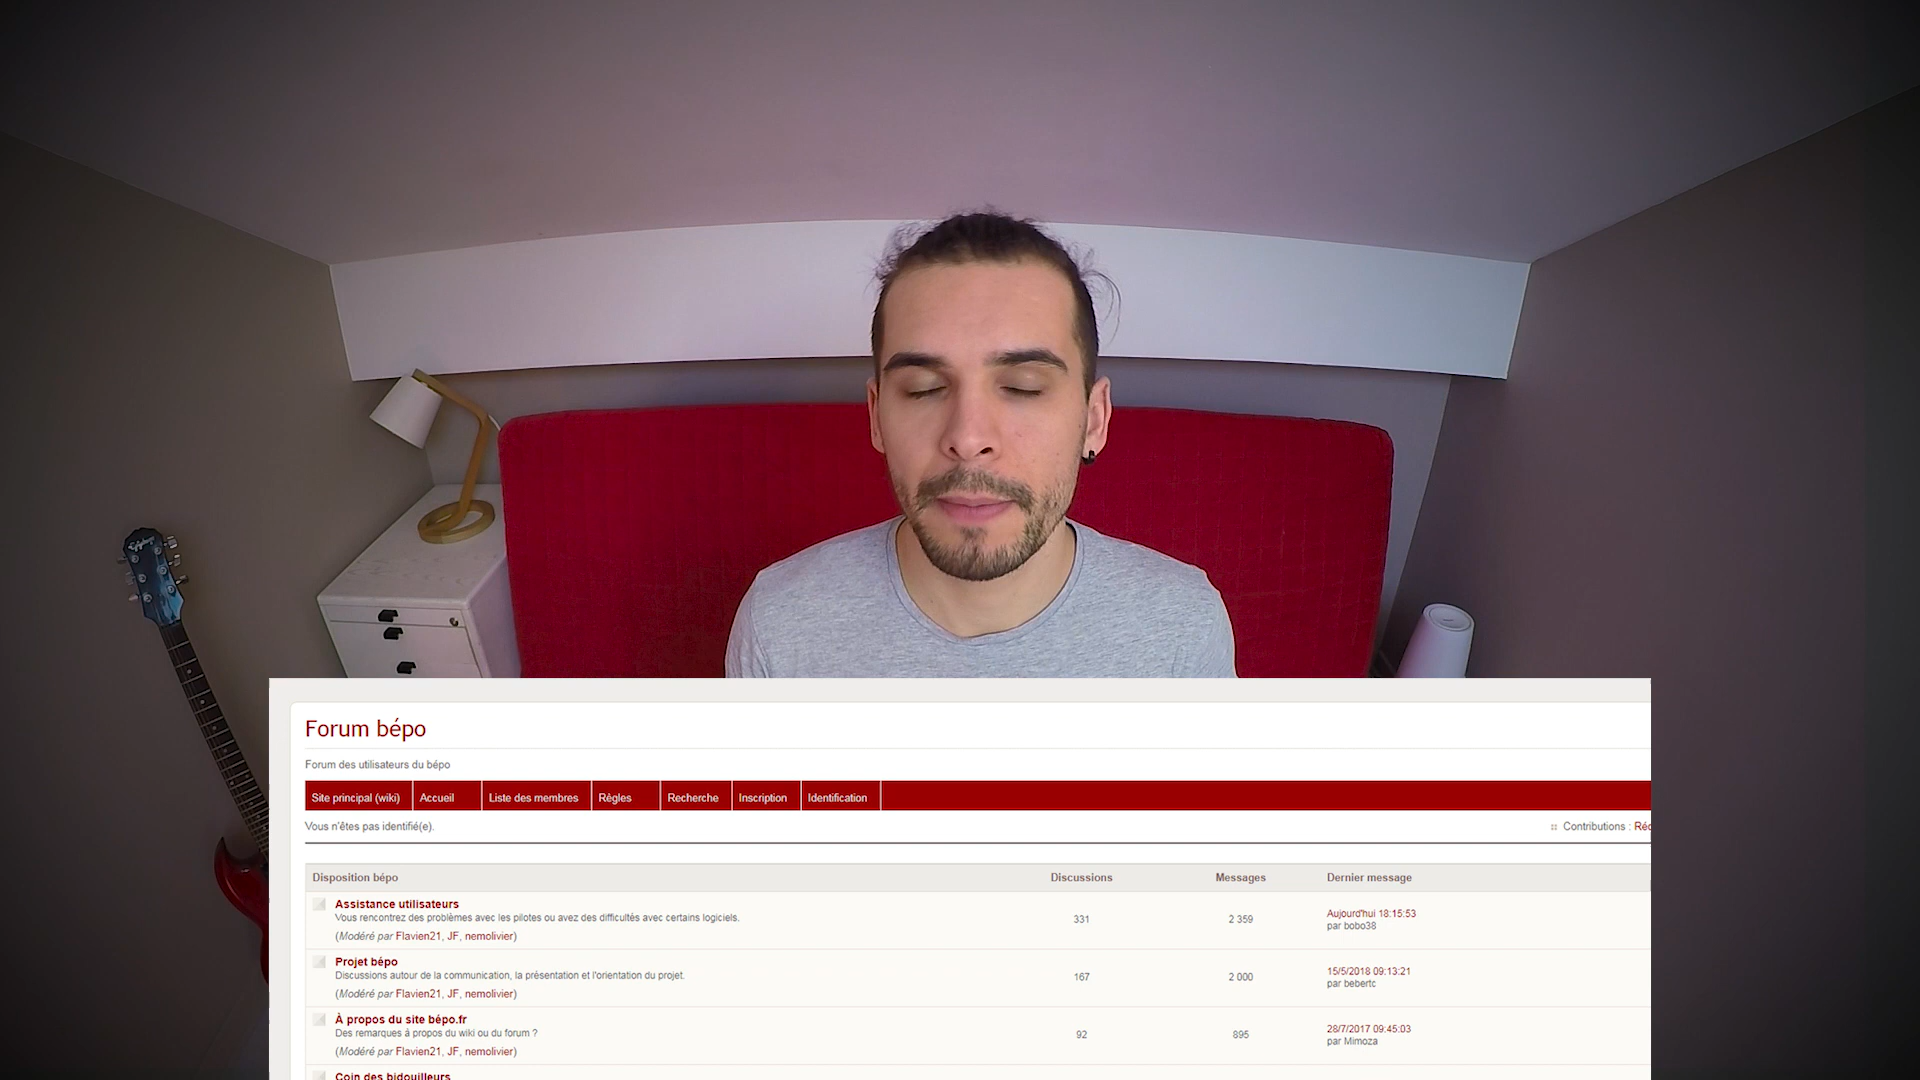 Epiphone
Forum bépo
Forum des utilisateurs du bépo
Site principal (wiki) Accueil Liste des membres Règles Recherche Inscription Identification
Vous n'êtes pas identifié(e). Contributions : Réc
Disposition bépo Discussions Messages Dernier message
Assistance utilisateurs
Vous rencontrez des problèmes avec les pilotes ou avez des difficultés avec certains logiciels.
(Modéré par Flavien21, JF, nemolivier)
331 2 359
Aujourd'hui 18:15:53
par bobo38
Projet bépo
Discussions autour de la communication, la présentation et l'orientation du projet.
(Modéré par Flavien21, JF, nemolivier)
167 2 000
15/5/2018 09:13:21
par bebertc
À propos du site bépo.fr
Des remarques à propos du wiki ou du forum ?
(Modéré par Flavien21, JF, nemolivier)
92 895
28/7/2017 09:45:03
par Mimoza
Coin des bidouilleurs